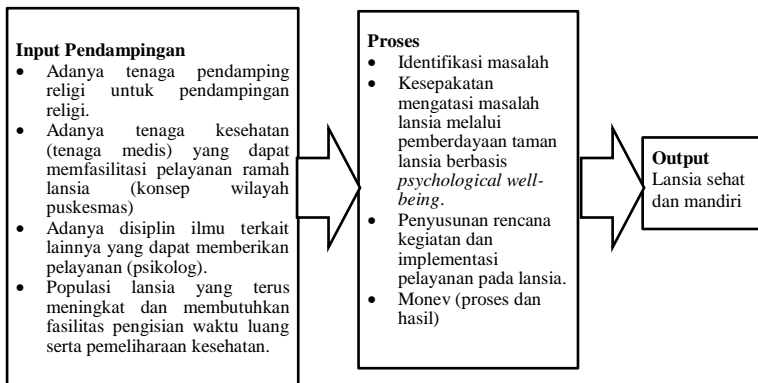 Input Pendampingan
• Adanya tenaga pendamping
religi untuk pendampingan
religi.
• Adanya tenaga kesehatan
(tenaga medis) yang dapat
memfasilitasi pelayanan ramah
lansia (konsep wilayah
puskesmas)
• Adanya disiplin ilmu terkait
lainnya yang dapat memberikan
pelayanan (psikolog).
• Populasi lansia yang terus
meningkat dan membutuhkan
fasilitas pengisian waktu luang
serta pemeliharaan kesehatan.
Proses
• Identifikasi masalah
• Kesepakatan
mengatasi masalah
lansia melalui
pemberdayaan taman
lansia berbasis
psychological well-
being.
• Penyusunan rencana
kegiatan dan
implementasi
pelayanan pada lansia.
• Monev (proses dan
hasil)
Output
Lansia sehat
dan mandiri